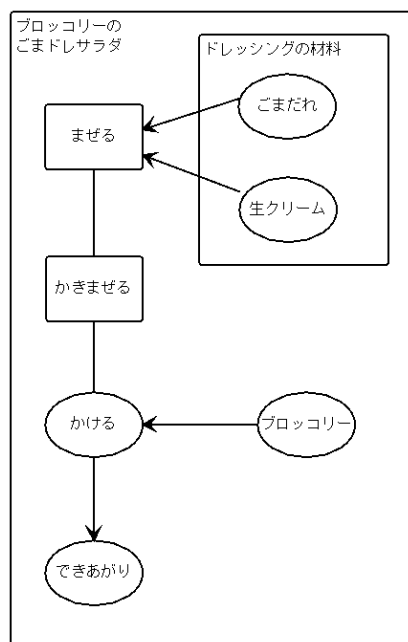 ブロッコリーの
ごまドレサラダ
ドレッシングの材料
ごまだれ
まぜる
生クリーム
かきまぜる
かける
ブロッコリー
できあがり